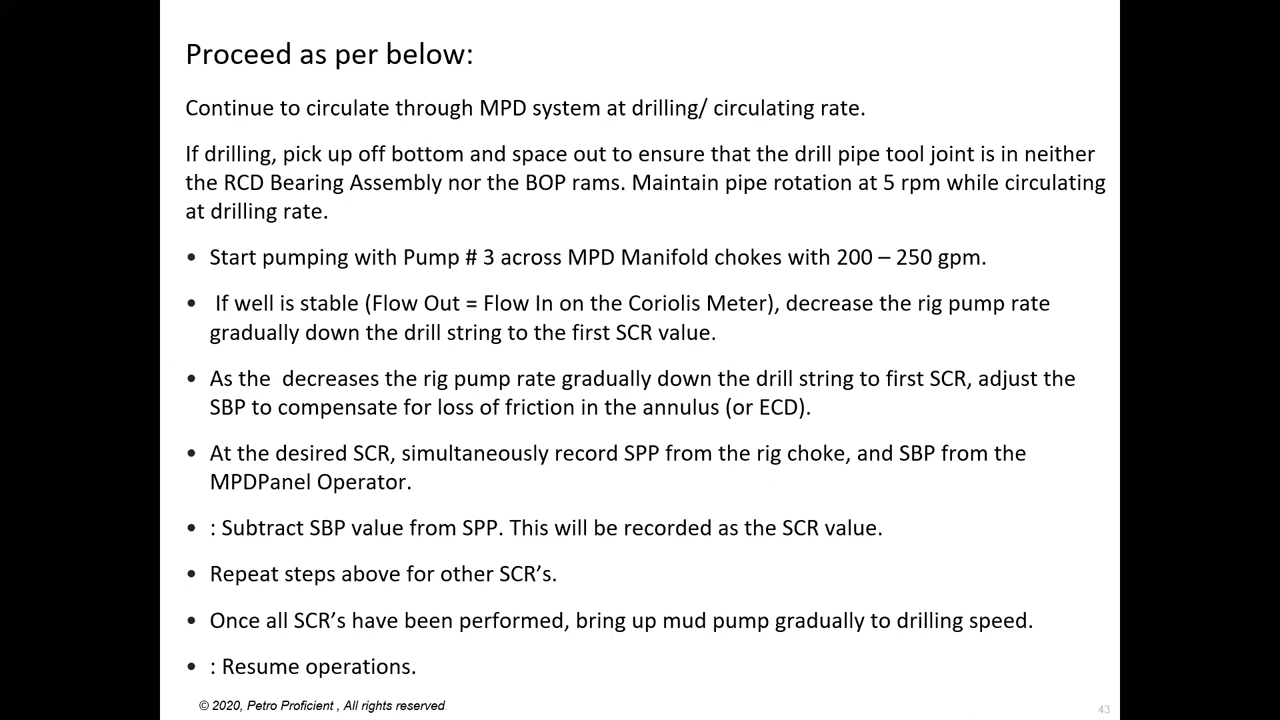 Proceed as per below:
Continue to circulate through MPD system at drilling/ circulating rate.
If drilling, pick up off bottom and space out to ensure that the drill pipe tool joint is in neither
the RCD Bearing Assembly nor the BOP rams. Maintain pipe rotation at 5 rpm while circulating
at drilling rate.
• Start pumping with Pump # 3 across MPD Manifold chokes with 200 – 250 gpm.
•  If well is stable (Flow Out = Flow In on the Coriolis Meter), decrease the rig pump rate
gradually down the drill string to the first SCR value.
• As the  decreases the rig pump rate gradually down the drill string to first SCR, adjust the
SBP to compensate for loss of friction in the annulus (or ECD).
• At the desired SCR, simultaneously record SPP from the rig choke, and SBP from the
MPDPanel Operator.
• : Subtract SBP value from SPP. This will be recorded as the SCR value.
• Repeat steps above for other SCR’s.
• Once all SCR’s have been performed, bring up mud pump gradually to drilling speed.
• : Resume operations.
© 2020, Petro Proficient , All rights reserved
43